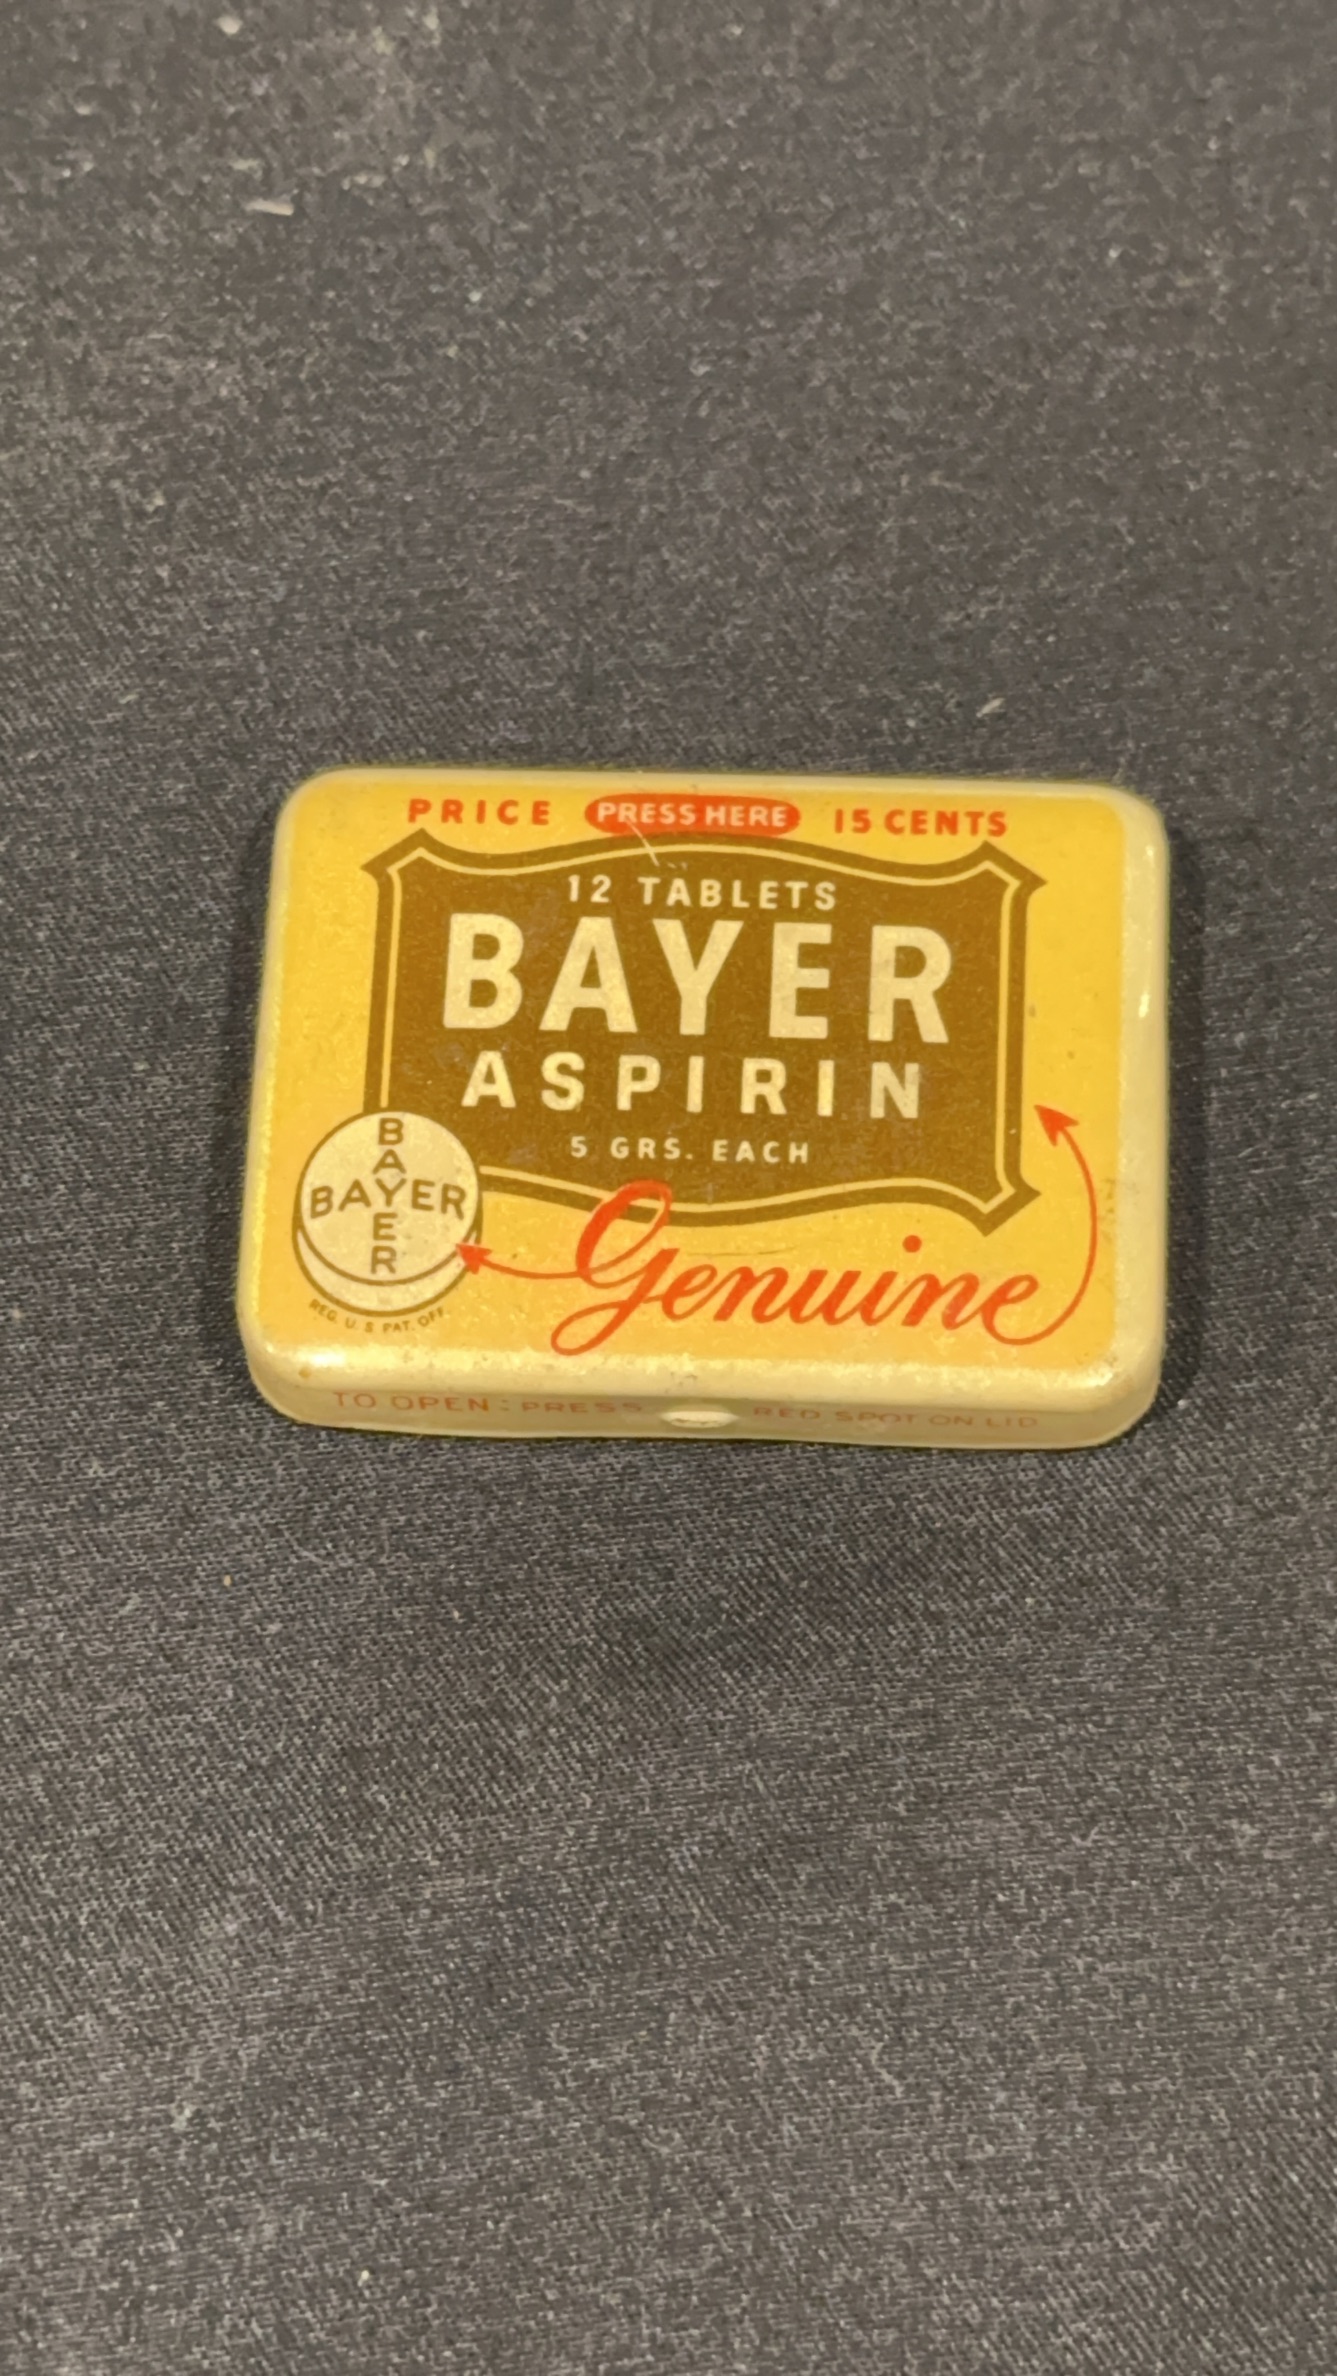 PRICE PRESS HERE 15 CENTS
12 TABLETS
BAYER
ASPIRIN
5 GRS. EACH
BAYER
BAYER
REG. U.S. PAT. OFF.
Genuine
TO OPEN: PRESS RED SPOT ON LID